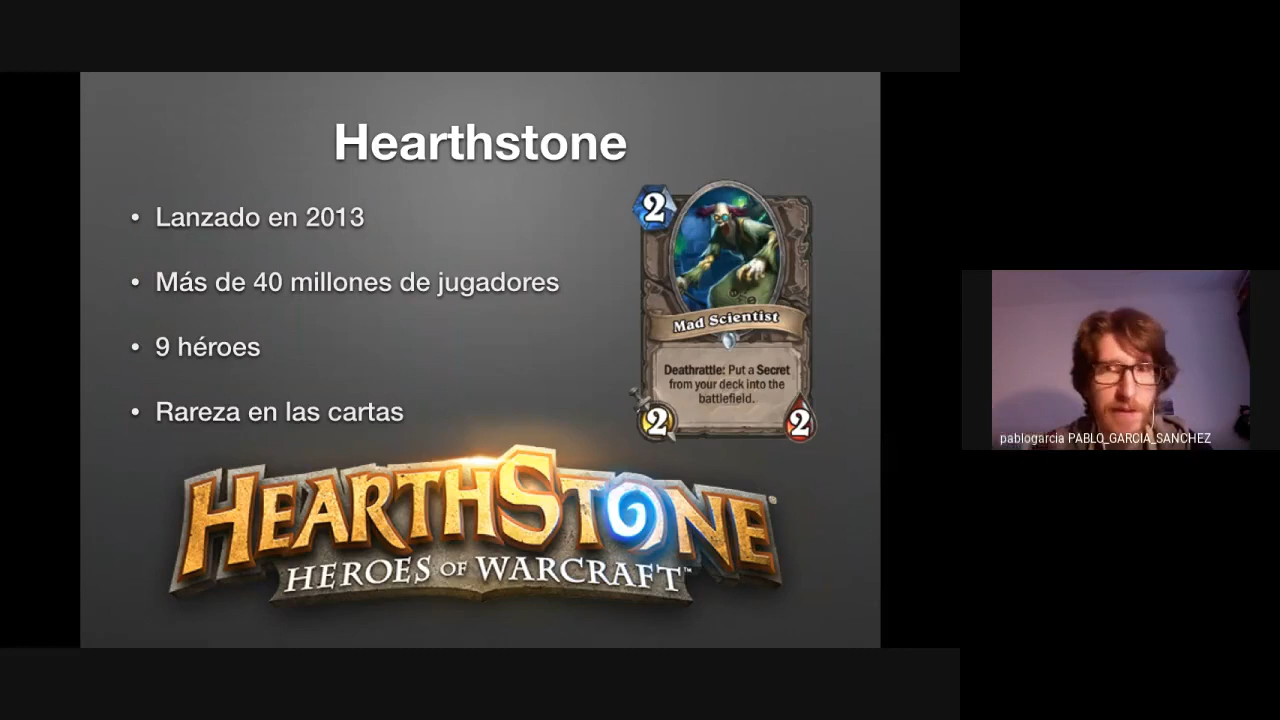 Hearthstone
• Lanzado en 2013
• Más de 40 millones de jugadores
• 9 héroes
• Rareza en las cartas
2
Mad Scientist
Deathrattle: Put a Secret
from your deck into the
battlefield.
2
2
HEARTHSTONE®
HEROES OF WARCRAFT™
pablogarcia PABLO_GARCIA_SANCHEZ